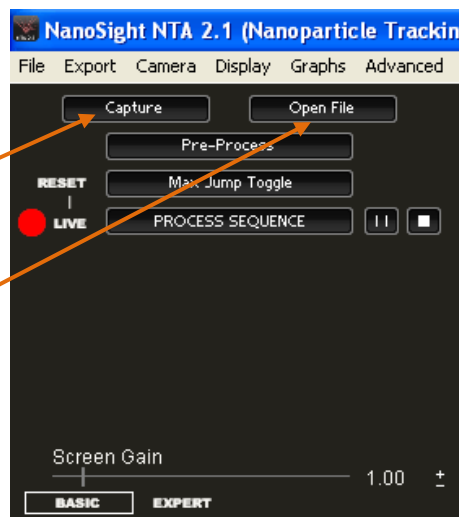 NanoSight NTA 2.1 (Nanoparticle Trackin
File Export Camera Display Graphs Advanced
Capture Open File
Pre-Process
RESET Max Jump Toggle
LIVE PROCESS SEQUENCE
Screen Gain
1.00 ±
BASIC EXPERT